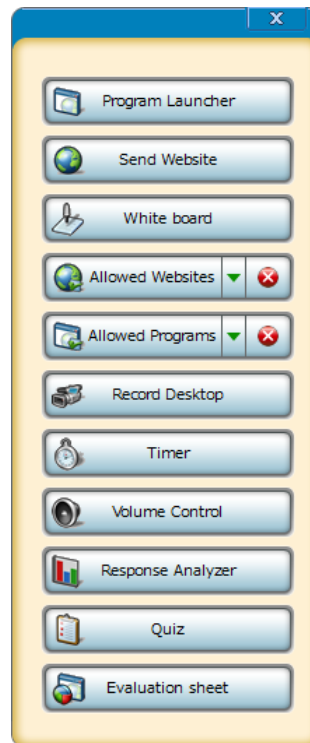 X
Program Launcher
Send Website
White board
Allowed Websites
Allowed Programs
Record Desktop
Timer
Volume Control
Response Analyzer
Quiz
Evaluation sheet